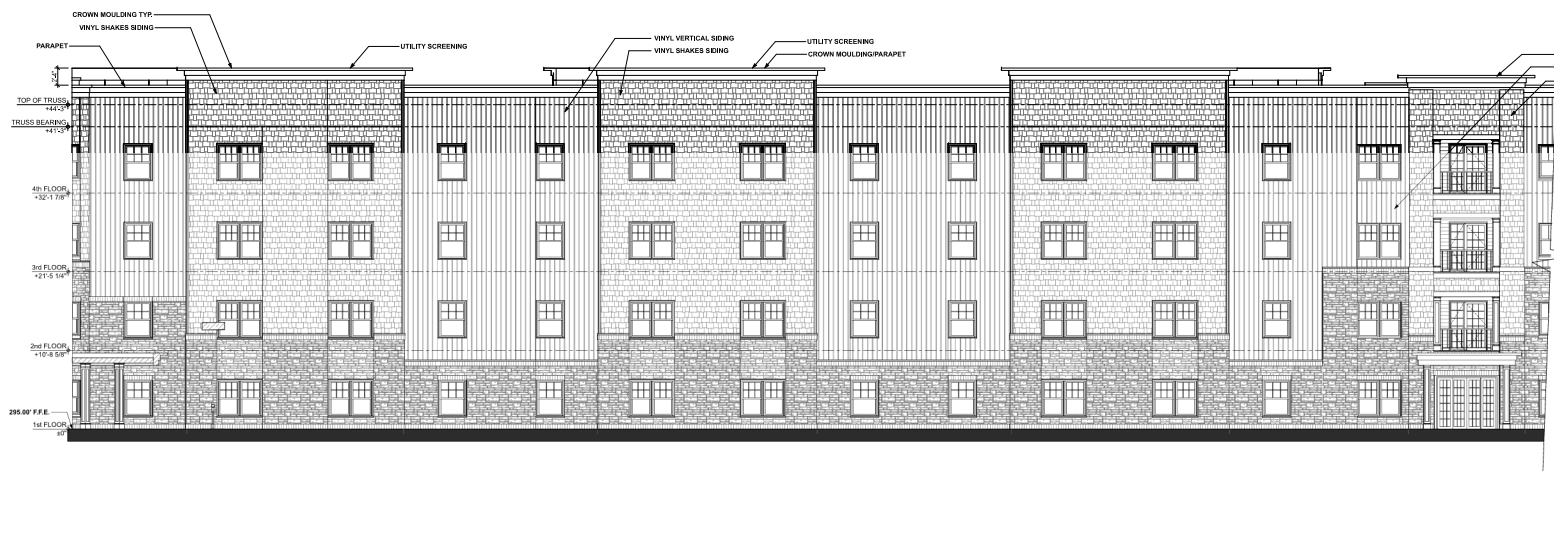 CROWN MOULDING TYP.
VINYL SHAKES SIDING
PARAPET
UTILITY SCREENING
VINYL VERTICAL SIDING
VINYL SHAKES SIDING
UTILITY SCREENING
CROWN MOULDING/PARAPET
TOP OF TRUSS
+44'-3"
TRUSS BEARING
+41'-3"
4th FLOOR
+32'-1 7/8"
3rd FLOOR
+21'-5 1/4"
2nd FLOOR
+10'-8 5/8"
295.00' F.F.E.
1st FLOOR
±0"